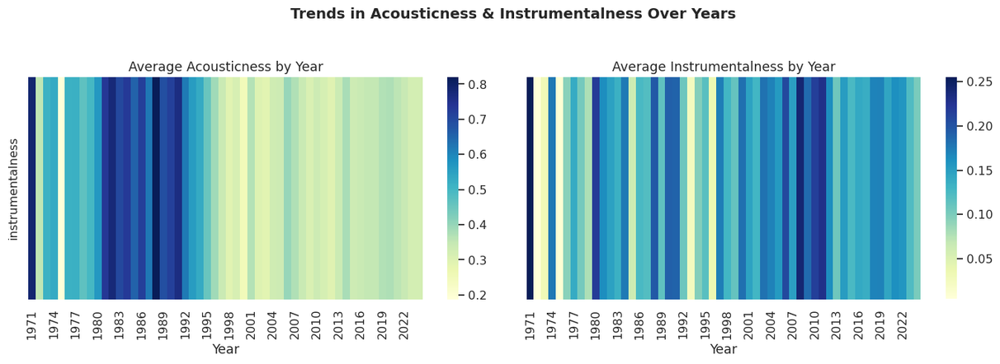 Trends in Acousticness & Instrumentalness Over Years
Average Acousticness by Year
Average Instrumentalness by Year
instrumentalness
0.8
0.7
0.6
0.5
0.4
0.3
0.2
0.25
0.20
0.15
0.10
0.05
1971 1974 1977 1980 1983 1986 1989 1992 1995 1998 2001 2004 2007 2010 2013 2016 2019 2022
Year
1971 1974 1977 1980 1983 1986 1989 1992 1995 1998 2001 2004 2007 2010 2013 2016 2019 2022
Year